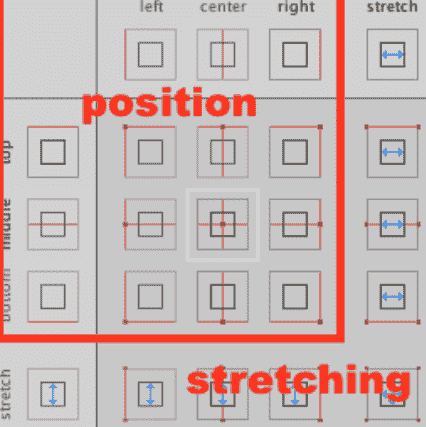 left center right stretch
position
top
middle
bottom
stretching
stretch